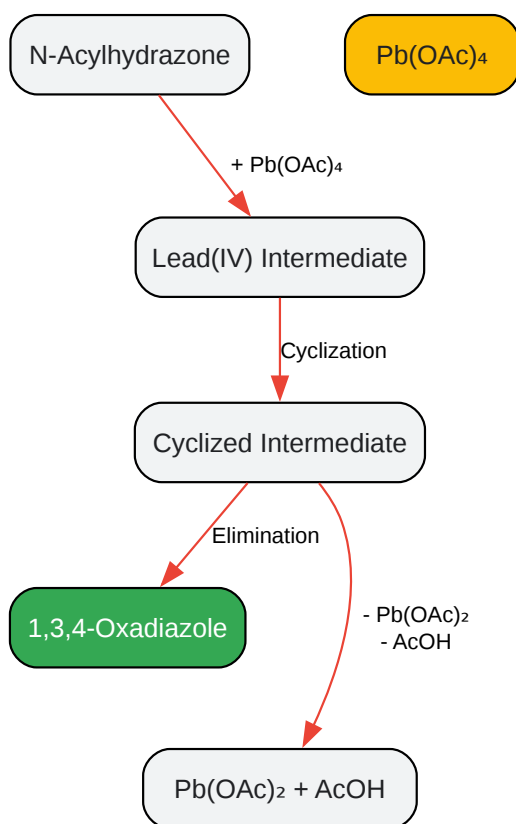 N-Acylhydrazone
Pb(OAc)₄
+ Pb(OAc)₄
Lead(IV) Intermediate
Cyclization
Cyclized Intermediate
Elimination
1,3,4-Oxadiazole
- Pb(OAc)₂
- AcOH
Pb(OAc)₂ + AcOH